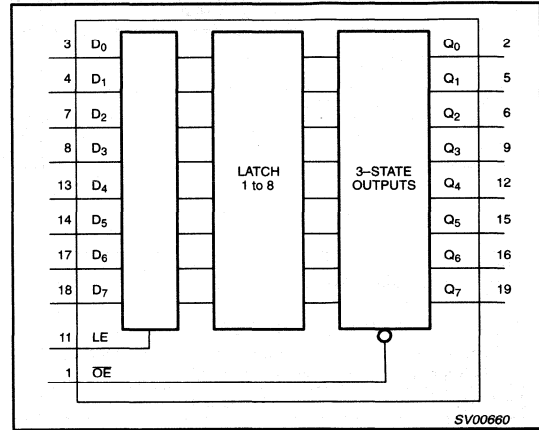 3 D₀ Q₀ 2
4 D₁ Q₁ 5
7 D₂ Q₂ 6
8 D₃ Q₃ 9
LATCH 3–STATE
1 to 8 OUTPUTS
13 D₄ Q₄ 12
14 D₅ Q₅ 15
17 D₆ Q₆ 16
18 D₇ Q₇ 19
11 LE
1 O̅E̅
SV00660